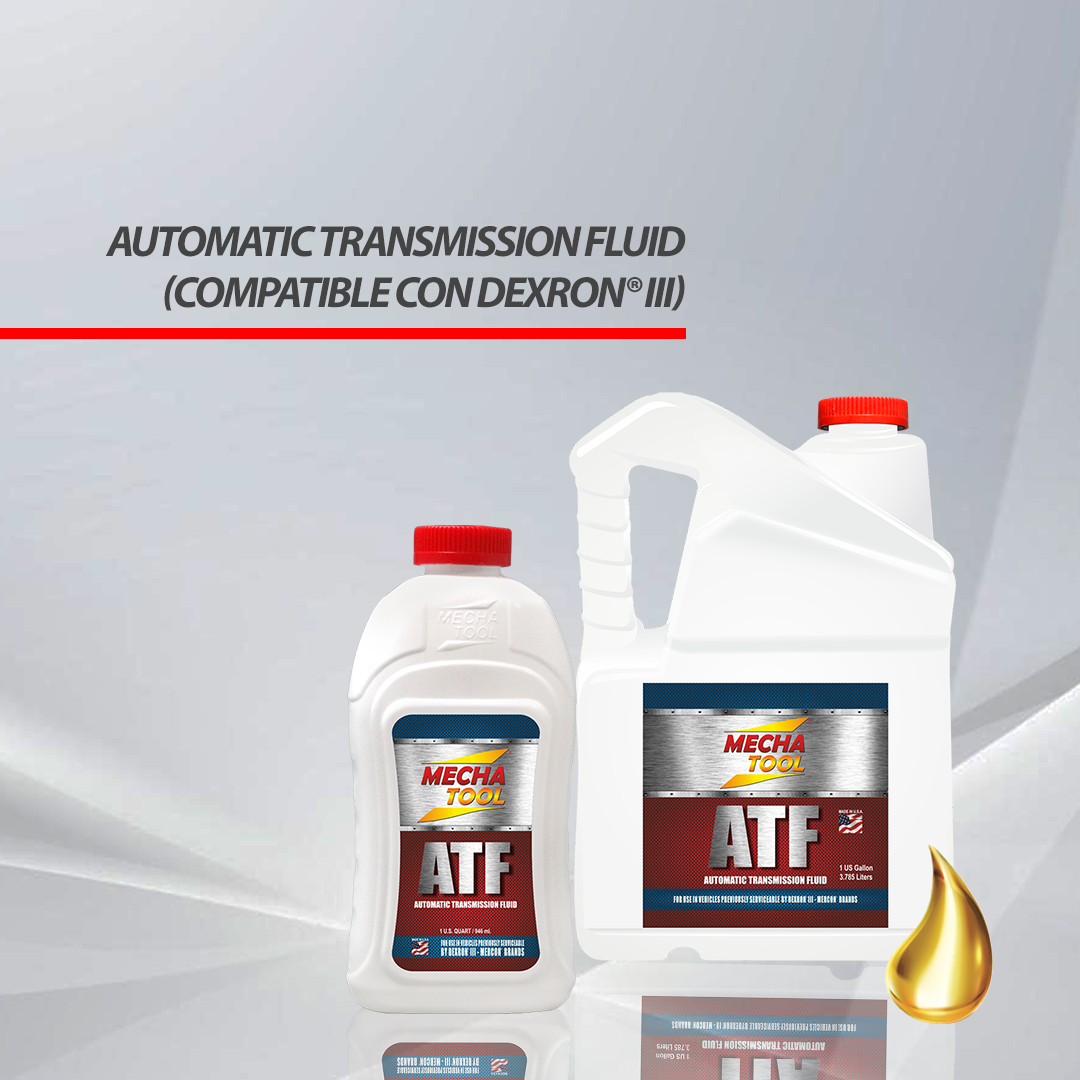 AUTOMATIC TRANSMISSION FLUID
(COMPATIBLE CON DEXRON® III)
MECHA
TOOL
MECHA
TOOL
ATF
AUTOMATIC TRANSMISSION FLUID
1 U.S. QUART / 946 ml.
MADE IN U.S.A.
FOR USE IN VEHICLES PREVIOUSLY SERVICEABLE
BY DEXRON® III - MERCON® BRANDS
MECHA
TOOL
ATF
MADE IN U.S.A.
AUTOMATIC TRANSMISSION FLUID
1 US Gallon
3.785 Liters
FOR USE IN VEHICLES PREVIOUSLY SERVICEABLE BY DEXRON® III - MERCON® BRANDS